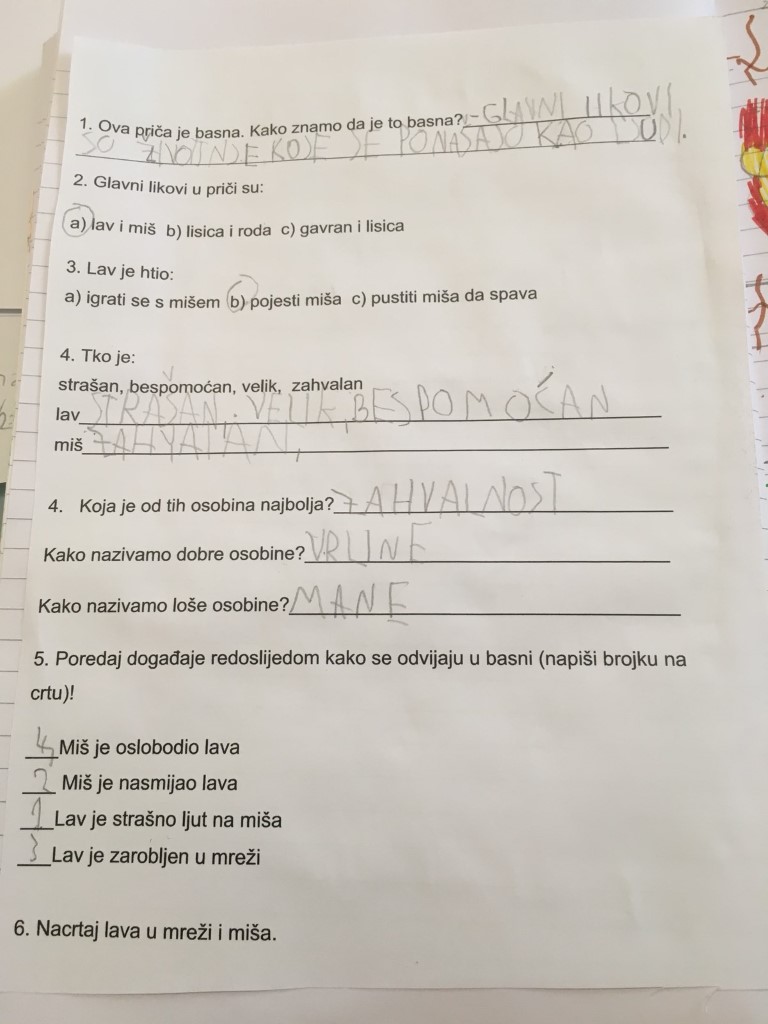 1. Ova priča je basna. Kako znamo da je to basna? -GLAVNI LIKOVI
SO ŽIVOTINJE KOJE SE PONAŠAJO KAO LJUDI.
2. Glavni likovi u priči su:
a) lav i miš b) lisica i roda c) gavran i lisica
3. Lav je htio:
a) igrati se s mišem b) pojesti miša c) pustiti miša da spava
4. Tko je:
strašan, bespomoćan, velik, zahvalan
lav STRAŠAN, VELIK, BESPOMOĆAN
miš ZAHVALAN,
4. Koja je od tih osobina najbolja? ZAHVALNOST
Kako nazivamo dobre osobine? VRLINE
Kako nazivamo loše osobine? MANE
5. Poredaj događaje redoslijedom kako se odvijaju u basni (napiši brojku na
crtu)!
4 Miš je oslobodio lava
2 Miš je nasmijao lava
1 Lav je strašno ljut na miša
3 Lav je zarobljen u mreži
6. Nacrtaj lava u mreži i miša.